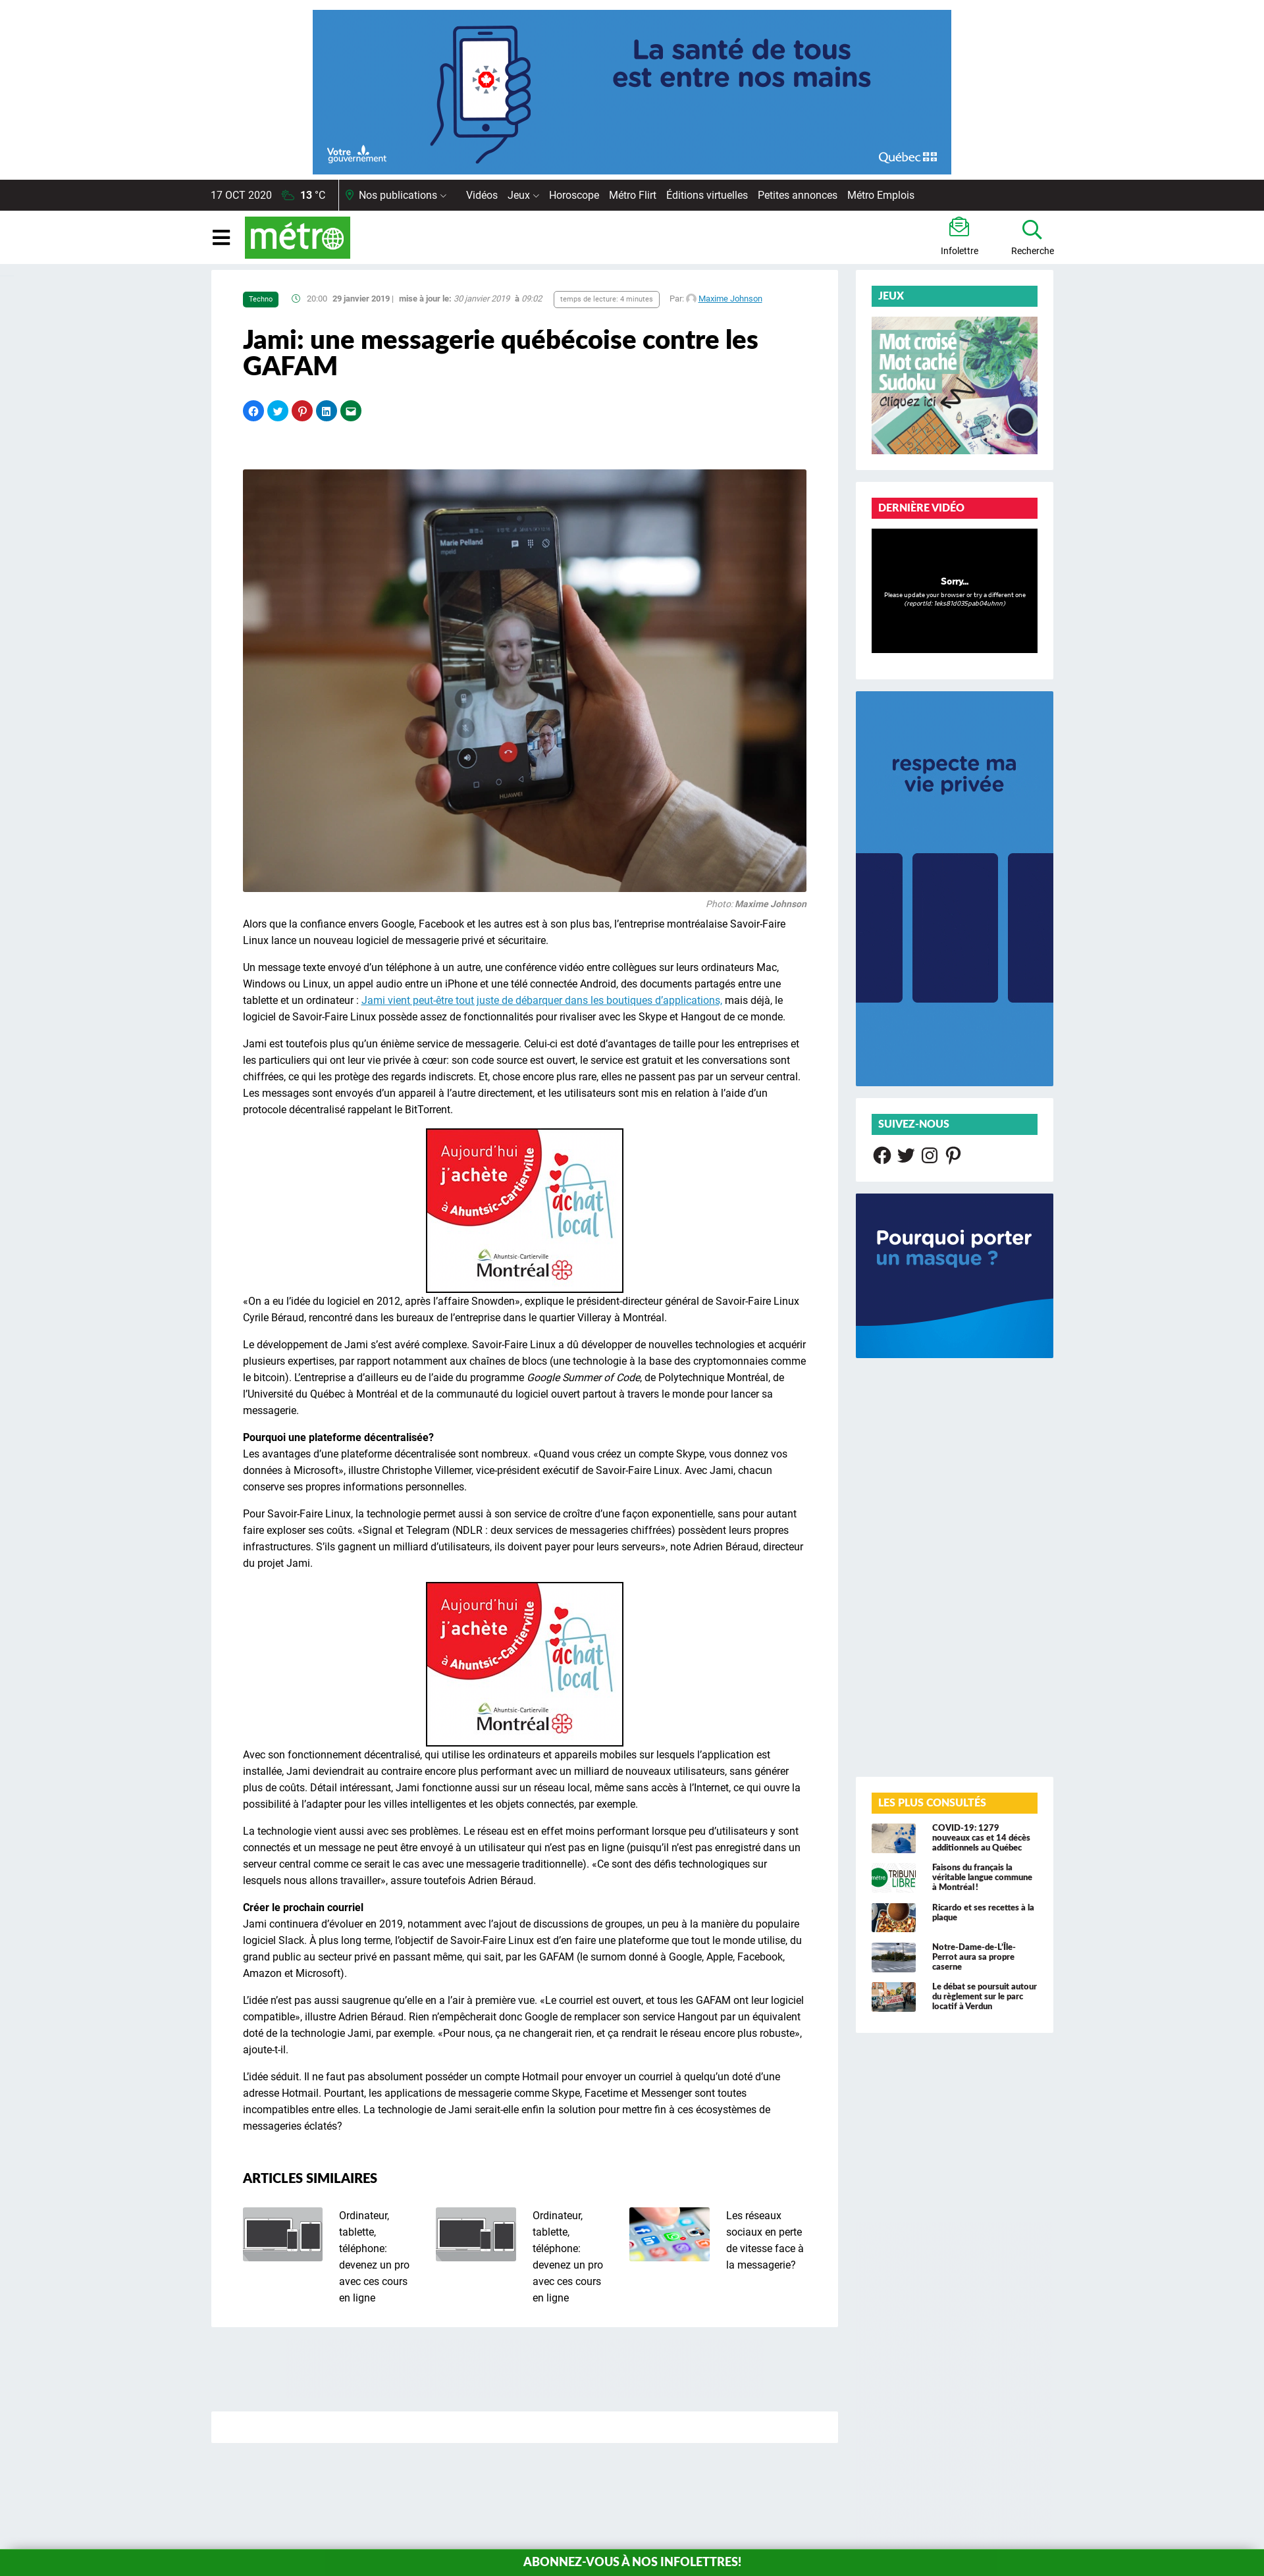 La santé de tous
est entre nos mains
Votre
gouvernement
Québec
17 OCT 2020 13 °C Nos publications Vidéos Jeux Horoscope Métro Flirt Éditions virtuelles Petites annonces Métro Emplois
métro
Infolettre
Recherche
Techno 20:00 29 janvier 2019 | mise à jour le: 30 janvier 2019 à 09:02 temps de lecture: 4 minutes Par: Maxime Johnson
Jami: une messagerie québécoise contre les
GAFAM
Marie Pelland
mpeld
HUAWEI
Photo: Maxime Johnson
Alors que la confiance envers Google, Facebook et les autres est à son plus bas, l’entreprise montréalaise Savoir-Faire
Linux lance un nouveau logiciel de messagerie privé et sécuritaire.
Un message texte envoyé d’un téléphone à un autre, une conférence vidéo entre collègues sur leurs ordinateurs Mac,
Windows ou Linux, un appel audio entre un iPhone et une télé connectée Android, des documents partagés entre une
tablette et un ordinateur : Jami vient peut-être tout juste de débarquer dans les boutiques d’applications, mais déjà, le
logiciel de Savoir-Faire Linux possède assez de fonctionnalités pour rivaliser avec les Skype et Hangout de ce monde.
Jami est toutefois plus qu’un énième service de messagerie. Celui-ci est doté d’avantages de taille pour les entreprises et
les particuliers qui ont leur vie privée à cœur: son code source est ouvert, le service est gratuit et les conversations sont
chiffrées, ce qui les protège des regards indiscrets. Et, chose encore plus rare, elles ne passent pas par un serveur central.
Les messages sont envoyés d’un appareil à l’autre directement, et les utilisateurs sont mis en relation à l’aide d’un
protocole décentralisé rappelant le BitTorrent.
Aujourd'hui
j'achète
à Ahuntsic-Cartierville
achat
local
Ahuntsic-Cartierville
Montréal
«On a eu l’idée du logiciel en 2012, après l’affaire Snowden», explique le président-directeur général de Savoir-Faire Linux
Cyrile Béraud, rencontré dans les bureaux de l’entreprise dans le quartier Villeray à Montréal.
Le développement de Jami s’est avéré complexe. Savoir-Faire Linux a dû développer de nouvelles technologies et acquérir
plusieurs expertises, par rapport notamment aux chaînes de blocs (une technologie à la base des cryptomonnaies comme
le bitcoin). L’entreprise a d’ailleurs eu de l’aide du programme Google Summer of Code, de Polytechnique Montréal, de
l’Université du Québec à Montréal et de la communauté du logiciel ouvert partout à travers le monde pour lancer sa
messagerie.
Pourquoi une plateforme décentralisée?
Les avantages d’une plateforme décentralisée sont nombreux. «Quand vous créez un compte Skype, vous donnez vos
données à Microsoft», illustre Christophe Villemer, vice-président exécutif de Savoir-Faire Linux. Avec Jami, chacun
conserve ses propres informations personnelles.
Pour Savoir-Faire Linux, la technologie permet aussi à son service de croître d’une façon exponentielle, sans pour autant
faire exploser ses coûts. «Signal et Telegram (NDLR : deux services de messageries chiffrées) possèdent leurs propres
infrastructures. S’ils gagnent un milliard d’utilisateurs, ils doivent payer pour leurs serveurs», note Adrien Béraud, directeur
du projet Jami.
Aujourd'hui
j'achète
à Ahuntsic-Cartierville
achat
local
Ahuntsic-Cartierville
Montréal
Avec son fonctionnement décentralisé, qui utilise les ordinateurs et appareils mobiles sur lesquels l’application est
installée, Jami deviendrait au contraire encore plus performant avec un milliard de nouveaux utilisateurs, sans générer
plus de coûts. Détail intéressant, Jami fonctionne aussi sur un réseau local, même sans accès à l’Internet, ce qui ouvre la
possibilité à l’adapter pour les villes intelligentes et les objets connectés, par exemple.
La technologie vient aussi avec ses problèmes. Le réseau est en effet moins performant lorsque peu d’utilisateurs y sont
connectés et un message ne peut être envoyé à un utilisateur qui n’est pas en ligne (puisqu’il n’est pas enregistré dans un
serveur central comme ce serait le cas avec une messagerie traditionnelle). «Ce sont des défis technologiques sur
lesquels nous allons travailler», assure toutefois Adrien Béraud.
Créer le prochain courriel
Jami continuera d’évoluer en 2019, notamment avec l’ajout de discussions de groupes, un peu à la manière du populaire
logiciel Slack. À plus long terme, l’objectif de Savoir-Faire Linux est d’en faire une plateforme que tout le monde utilise, du
grand public au secteur privé en passant même, qui sait, par les GAFAM (le surnom donné à Google, Apple, Facebook,
Amazon et Microsoft).
L’idée n’est pas aussi saugrenue qu’elle en a l’air à première vue. «Le courriel est ouvert, et tous les GAFAM ont leur logiciel
compatible», illustre Adrien Béraud. Rien n’empêcherait donc Google de remplacer son service Hangout par un équivalent
doté de la technologie Jami, par exemple. «Pour nous, ça ne changerait rien, et ça rendrait le réseau encore plus robuste»,
ajoute-t-il.
L’idée séduit. Il ne faut pas absolument posséder un compte Hotmail pour envoyer un courriel à quelqu’un doté d’une
adresse Hotmail. Pourtant, les applications de messagerie comme Skype, Facetime et Messenger sont toutes
incompatibles entre elles. La technologie de Jami serait-elle enfin la solution pour mettre fin à ces écosystèmes de
messageries éclatés?
ARTICLES SIMILAIRES
Ordinateur,
tablette,
téléphone:
devenez un pro
avec ces cours
en ligne
Ordinateur,
tablette,
téléphone:
devenez un pro
avec ces cours
en ligne
Les réseaux
sociaux en perte
de vitesse face à
la messagerie?
JEUX
Mot croisé
Mot caché
Sudoku
Cliquez ici
DERNIÈRE VIDÉO
Sorry...
Please update your browser or try a different one
(reportId: 1eks81d035pab04uhnn)
respecte ma
vie privée
SUIVEZ-NOUS
Pourquoi porter
un masque ?
LES PLUS CONSULTÉS
COVID-19: 1279
nouveaux cas et 14 décès
additionnels au Québec
métro
TRIBUNE
LIBRE
Faisons du français la
véritable langue commune
à Montréal!
Ricardo et ses recettes à la
plaque
Notre-Dame-de-L’Île-
Perrot aura sa propre
caserne
Le débat se poursuit autour
du règlement sur le parc
locatif à Verdun
ABONNEZ-VOUS À NOS INFOLETTRES!